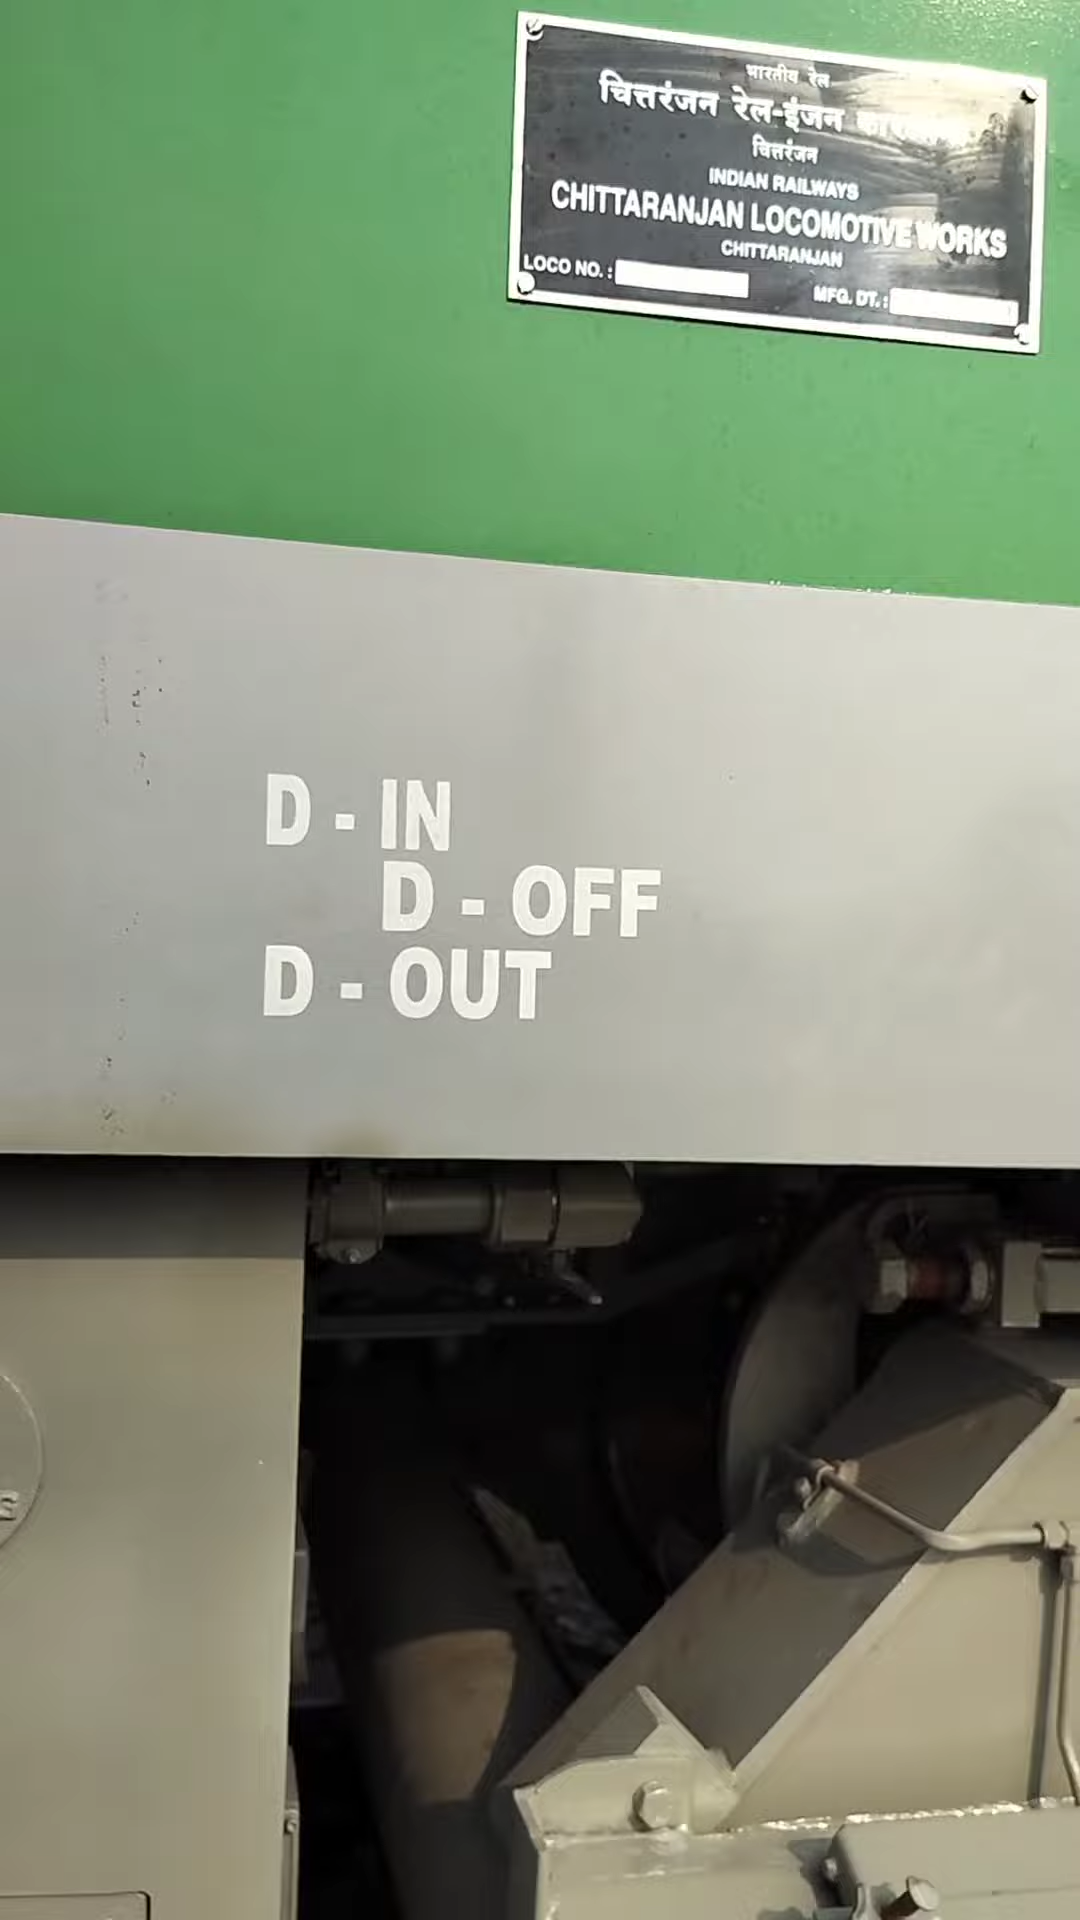 भारतीय रेल
चित्तरंजन रेल-इंजन कारखाना
चित्तरंजन
INDIAN RAILWAYS
CHITTARANJAN LOCOMOTIVE WORKS
CHITTARANJAN
LOCO NO. :
MFG. DT. :
D - IN
D - OFF
D - OUT